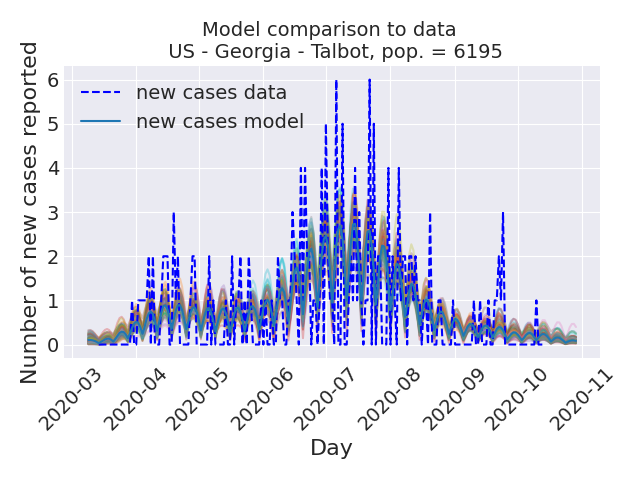 Model comparison to data
US - Georgia - Talbot, pop. = 6195
Number of new cases reported
6
5
4
3
2
1
0
new cases data
new cases model
2020-03
2020-04
2020-05
2020-06
2020-07
2020-08
2020-09
2020-10
2020-11
Day